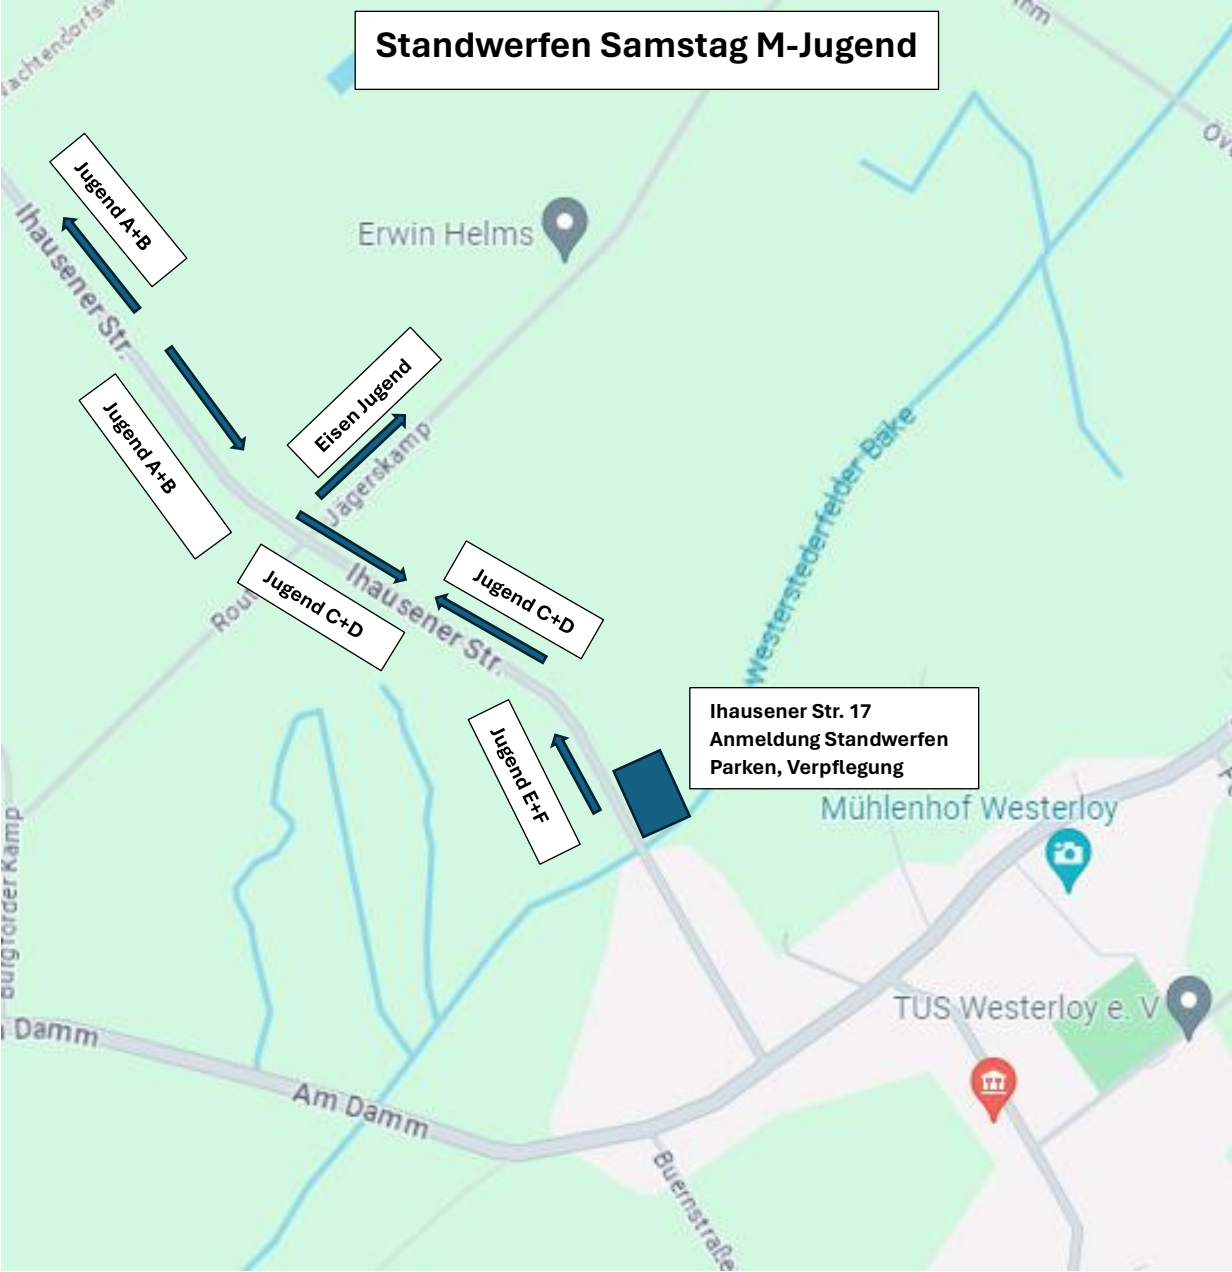 Standwerfen Samstag M-Jugend
Övel
Jugend A+B
Ihausener Str.
Erwin Helms
Jugend A+B
Eisen Jugend
Jägerskamp
Westerstederfelder Bäke
Jugend C+D
Ihausener Str.
Jugend C+D
Jugend E+F
Ihausener Str. 17
Anmeldung Standwerfen
Parken, Verpflegung
Mühlenhof Westerloy
Burgforder Kamp
TUS Westerloy e. V
Damm
Am Damm
Buernstraße